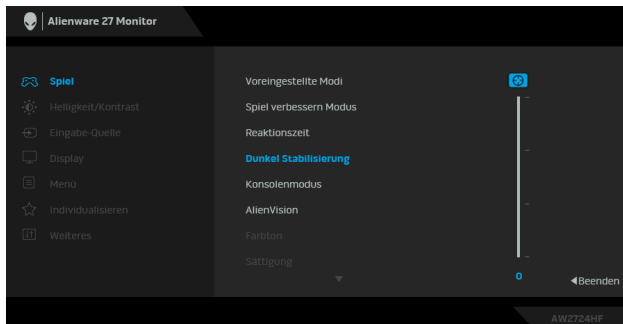 Alienware 27 Monitor
Spiel
Helligkeit/Kontrast
Eingabe-Quelle
Display
Menü
Individualisieren
Weiteres
Voreingestellte Modi
Spiel verbessern Modus
Reaktionszeit
Dunkel Stabilisierung
Konsolenmodus
AlienVision
Farbton
Sättigung
0
Beenden
AW2724HF